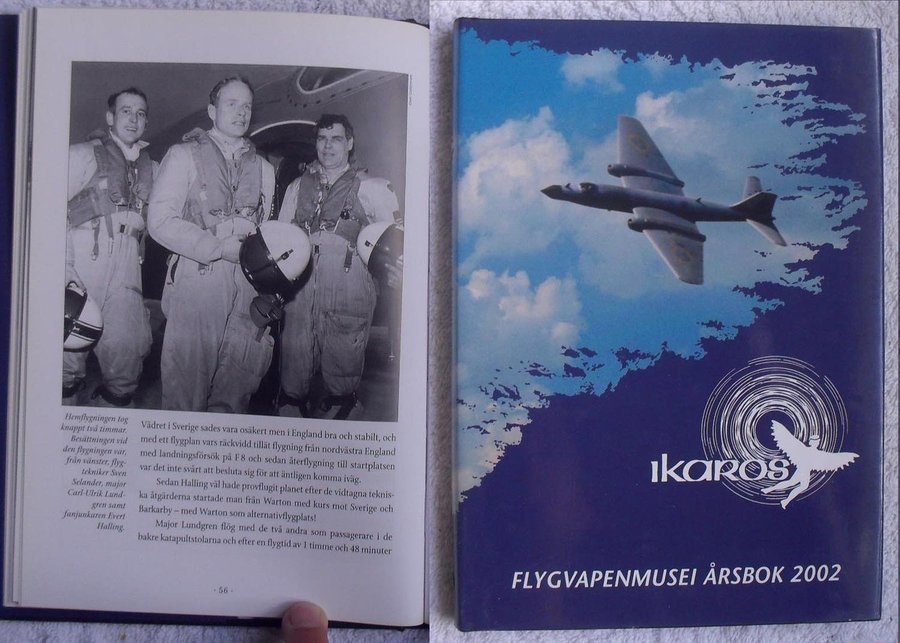 Hemflygningen tog
knappt två timmar.
Besättningen vid
den flygningen var,
från vänster, flyg-
tekniker Sven
Selander, major
Carl-Ulrik Lund-
gren samt
fanjunkaren Evert
Halling.
Vädret i Sverige sades vara osäkert men i England bra och stabilt, och
med ett flygplan vars räckvidd tillät flygning från nordvästra England
med landningsförsök på F 8 och sedan återflygning till startplatsen
var det inte svårt att besluta sig för att äntligen komma iväg.
Sedan Halling väl hade provflugit planet efter de vidtagna teknis-
ka åtgärderna startade man från Warton med kurs mot Sverige och
Barkarby – med Warton som alternativflygplats!
Major Lundgren flög med de två andra som passagerare i de
bakre katapultstolarna och efter en flygtid av 1 timme och 48 minuter
- 56 -
IKAROS
FLYGVAPENMUSEI ÅRSBOK 2002